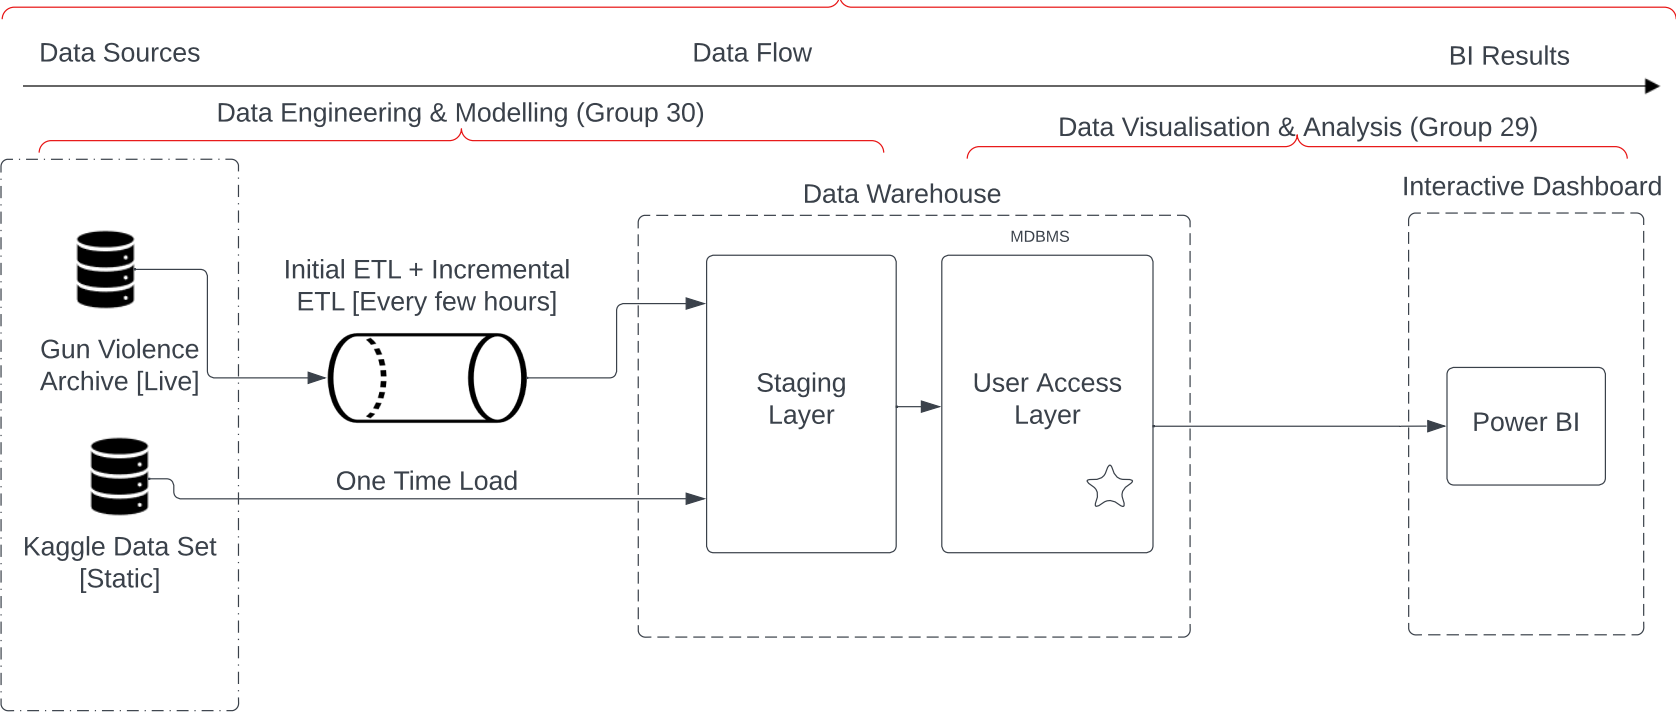 Data Sources
Data Flow
BI Results
Data Engineering & Modelling (Group 30)
Data Visualisation & Analysis (Group 29)
Data Warehouse
Interactive Dashboard
MDBMS
Initial ETL + Incremental
ETL [Every few hours]
Gun Violence
Archive [Live]
Staging
Layer
User Access
Layer
Power BI
One Time Load
Kaggle Data Set
[Static]